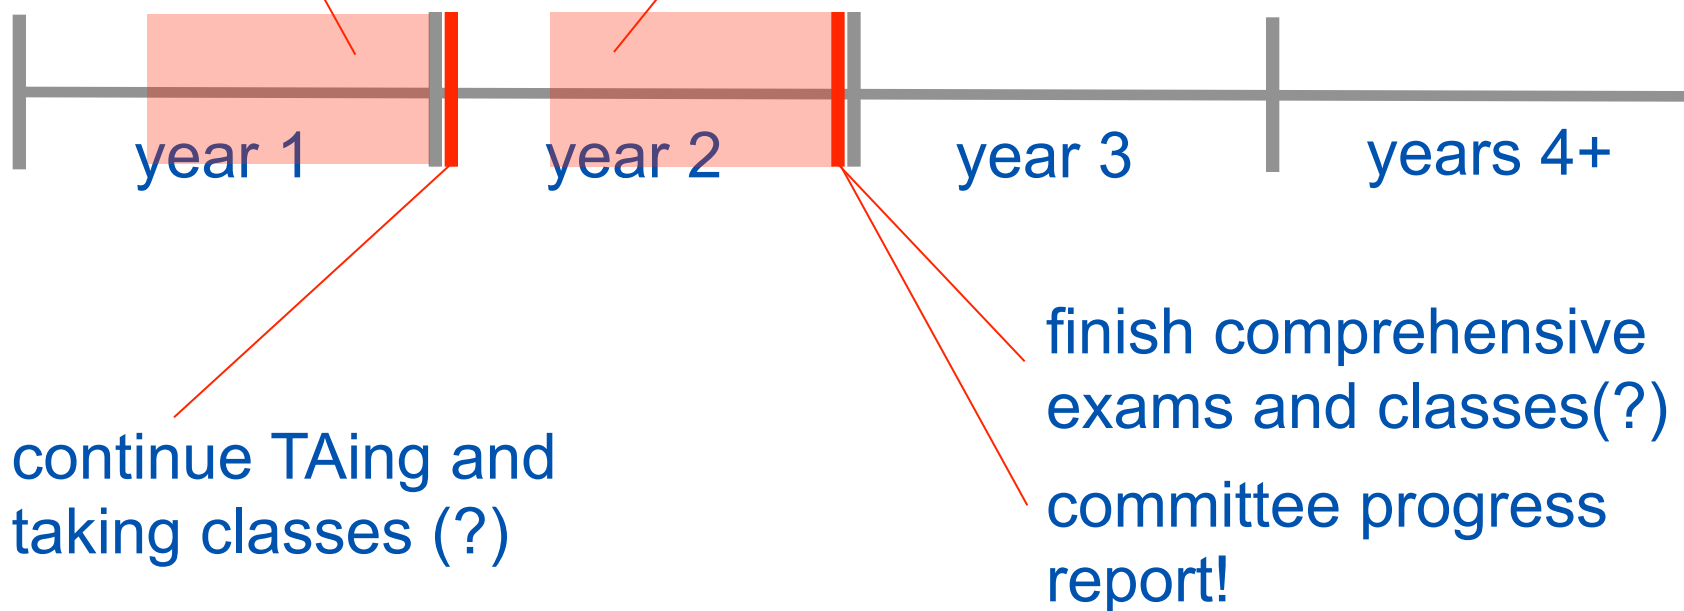 year 1
year 2
year 3
years 4+
continue TAing and
taking classes (?)
finish comprehensive
exams and classes(?)
committee progress
report!